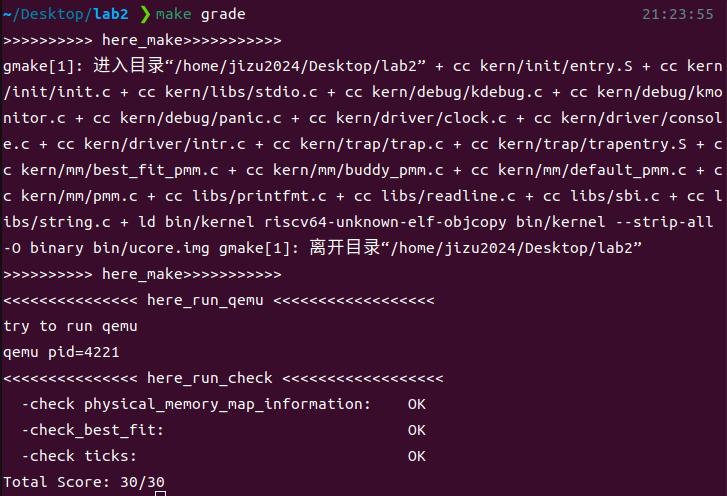 ~/Desktop/lab2 ❯ make grade 21:23:55
>>>>>>>>>> here_make>>>>>>>>>>>
gmake[1]: 进入目录“/home/jizu2024/Desktop/lab2” + cc kern/init/entry.S + cc kern
/init/init.c + cc kern/libs/stdio.c + cc kern/debug/kdebug.c + cc kern/debug/kmo
nitor.c + cc kern/debug/panic.c + cc kern/driver/clock.c + cc kern/driver/consol
e.c + cc kern/driver/intr.c + cc kern/trap/trap.c + cc kern/trap/trapentry.S + c
c kern/mm/best_fit_pmm.c + cc kern/mm/buddy_pmm.c + cc kern/mm/default_pmm.c + c
c kern/mm/pmm.c + cc libs/printfmt.c + cc libs/readline.c + cc libs/sbi.c + cc l
ibs/string.c + ld bin/kernel riscv64-unknown-elf-objcopy bin/kernel --strip-all
-O binary bin/ucore.img gmake[1]: 离开目录“/home/jizu2024/Desktop/lab2”
>>>>>>>>>> here_make>>>>>>>>>>>
<<<<<<<<<<<<<<< here_run_qemu <<<<<<<<<<<<<<<<<<
try to run qemu
qemu pid=4221
<<<<<<<<<<<<<<< here_run_check <<<<<<<<<<<<<<<<<<
-check physical_memory_map_information: OK
-check_best_fit: OK
-check ticks: OK
Total Score: 30/30